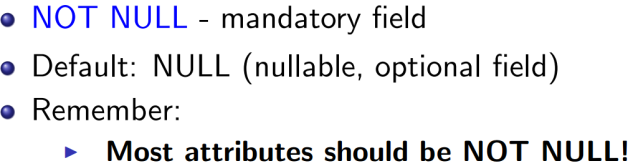 NOT NULL - mandatory field
Default: NULL (nullable, optional field)
Remember:
Most attributes should be NOT NULL!